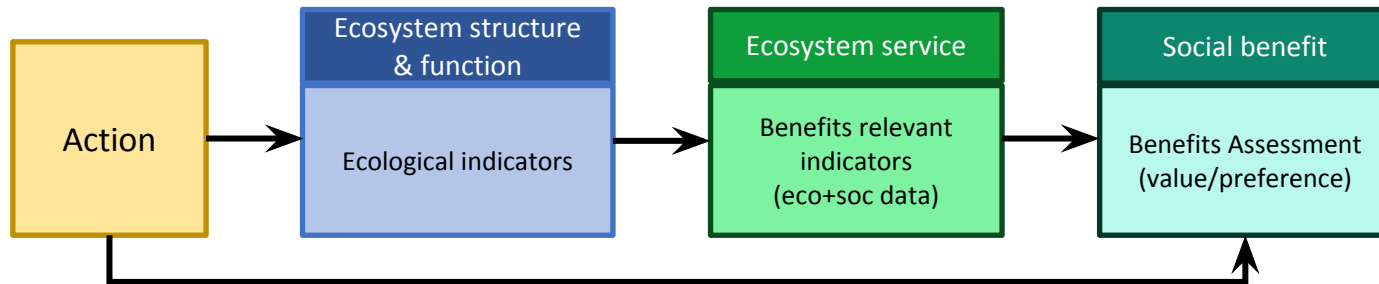 Action
Ecosystem structure
& function
Ecological indicators
Ecosystem service
Benefits relevant
indicators
(eco+soc data)
Social benefit
Benefits Assessment
(value/preference)